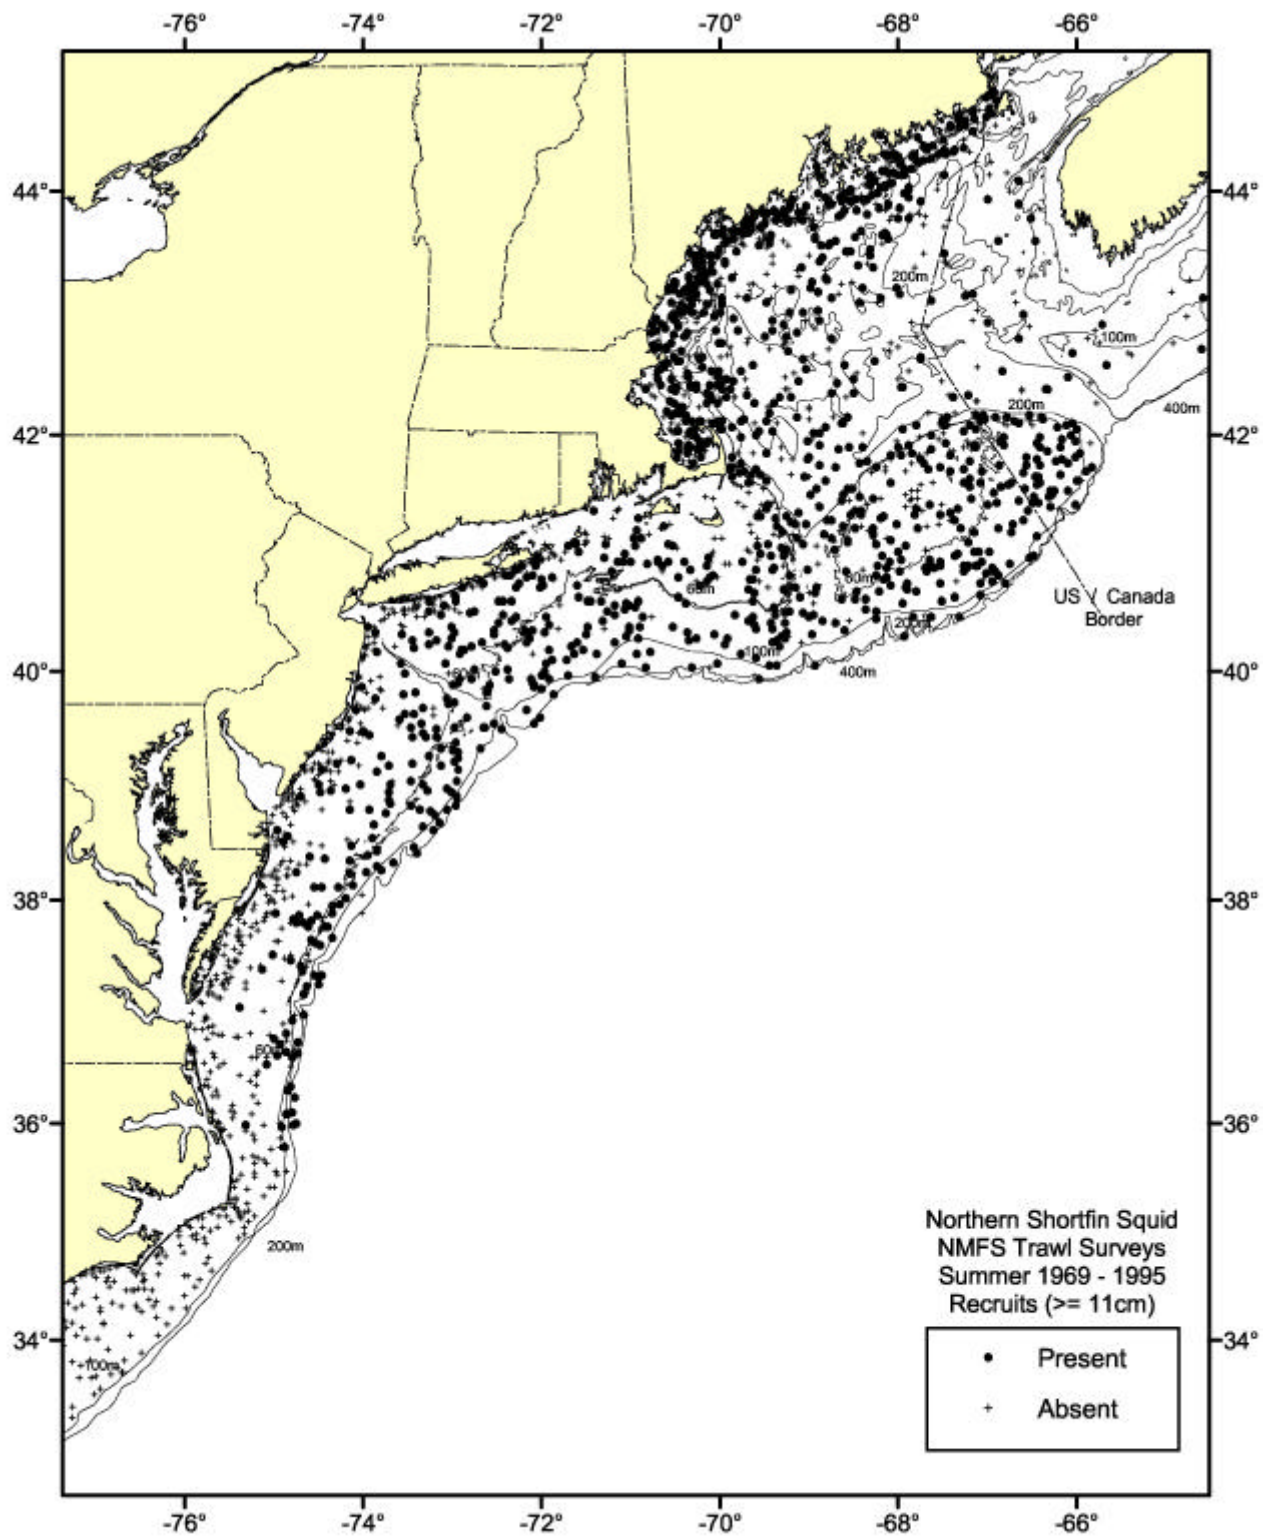 -76° -74° -72° -70° -68° -66°
44° 44°
200m
100m
200m
400m
42° 42°
60m
60m
US / Canada
Border
200m
100m
40° 400m 40°
60m
38° 38°
60m
36° 36°
200m
Northern Shortfin Squid
NMFS Trawl Surveys
Summer 1969 - 1995
Recruits (>= 11cm)
34° 34°
Present
100m
Absent
-76° -74° -72° -70° -68° -66°